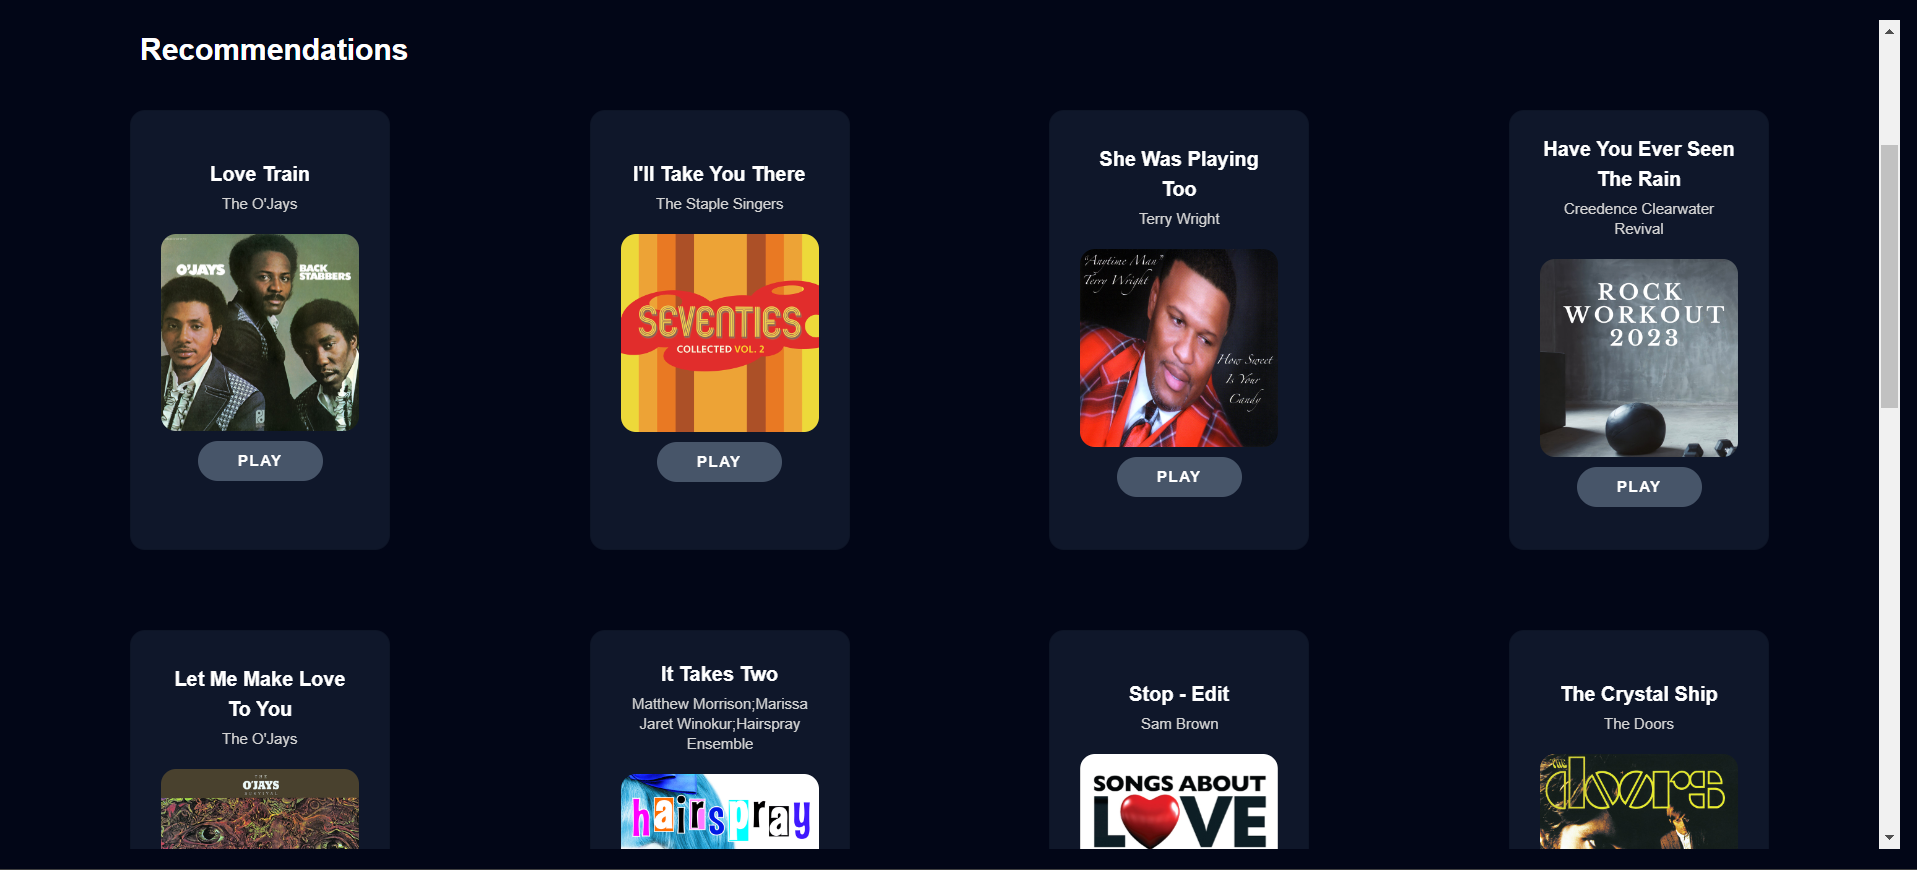 Recommendations
Love Train
The O'Jays
O'JAYS
BACK
STABBERS
PLAY
I'll Take You There
The Staple Singers
SEVENTIES
COLLECTED VOL. 2
PLAY
She Was Playing
Too
Terry Wright
"Anytime Man"
Terry Wright
How Sweet
Is Your
Candy
PLAY
Have You Ever Seen
The Rain
Creedence Clearwater
Revival
ROCK
WORKOUT
2023
PLAY
Let Me Make Love
To You
The O'Jays
THE
O'JAYS
SURVIVAL
It Takes Two
Matthew Morrison;Marissa
Jaret Winokur;Hairspray
Ensemble
hairspray
Stop - Edit
Sam Brown
SONGS ABOUT
LOVE
The Crystal Ship
The Doors
THE
doors